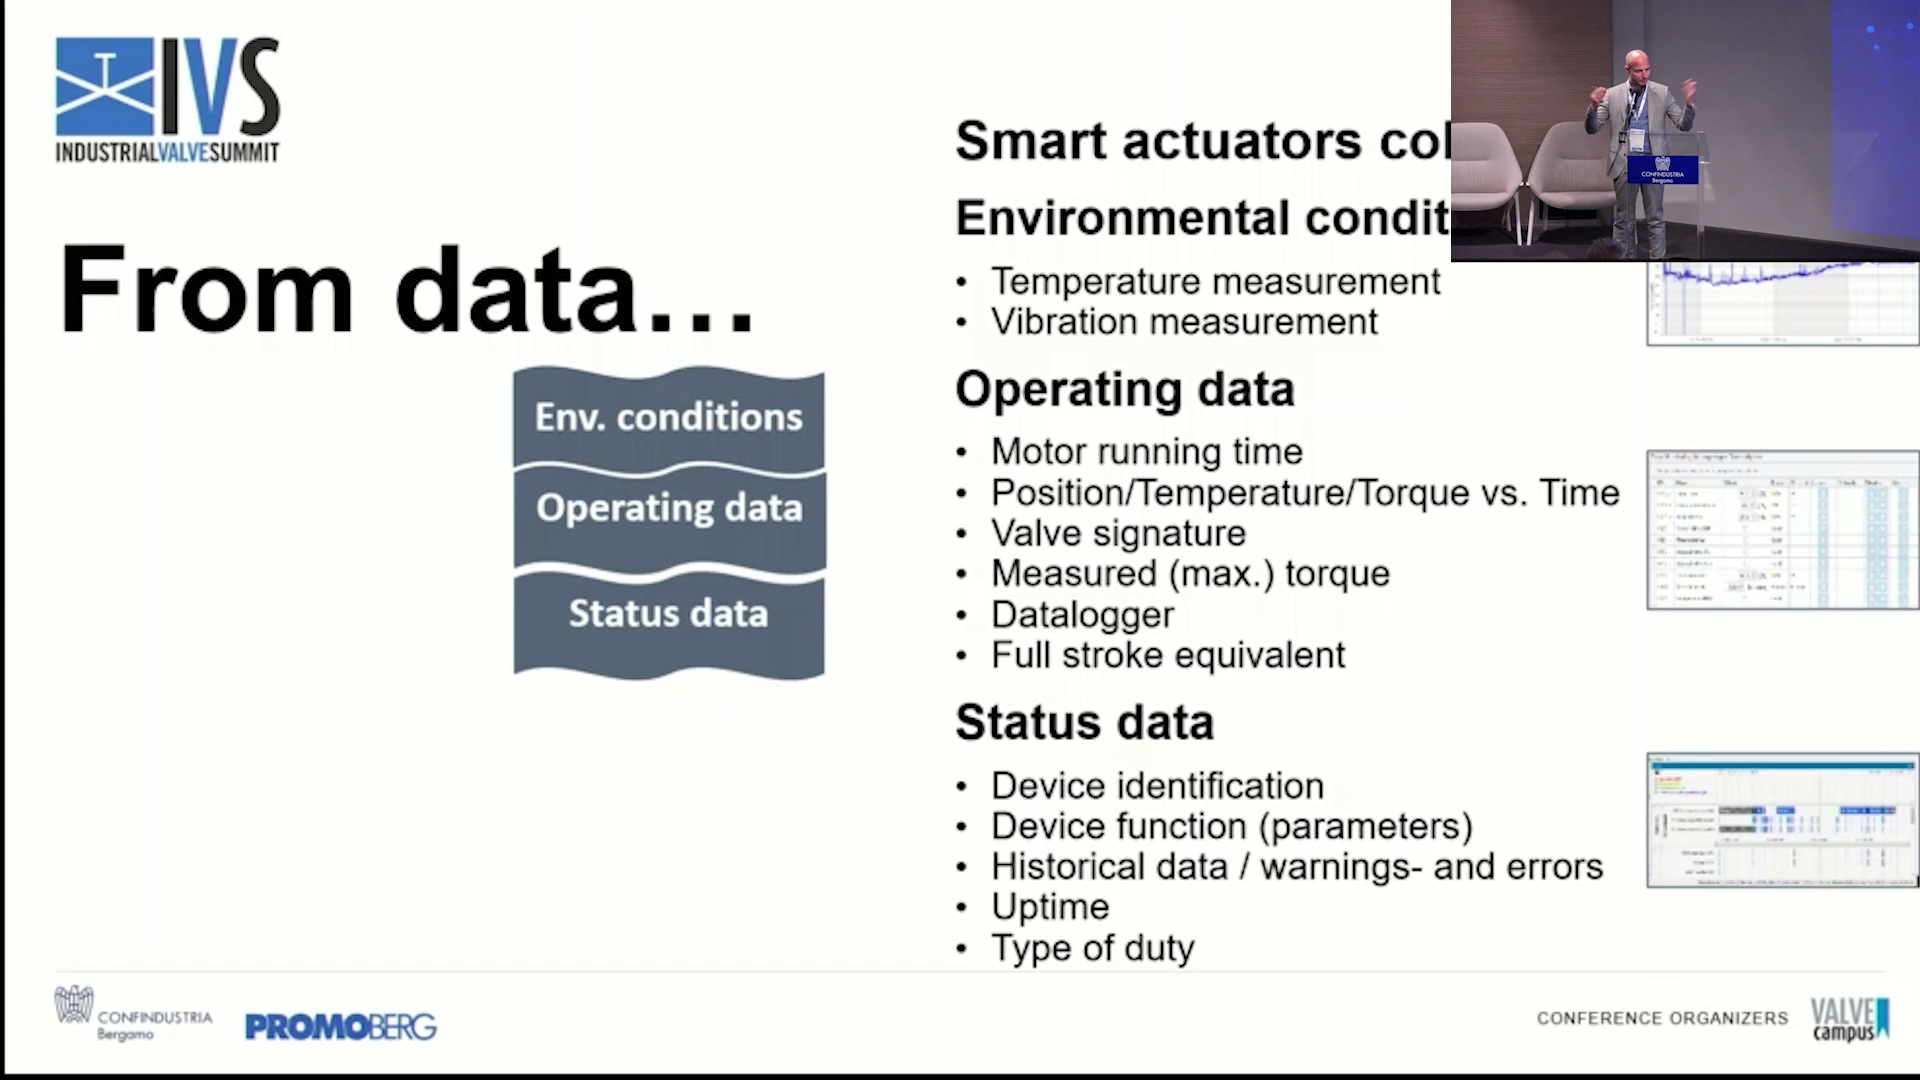 IVS
INDUSTRIALVALVESUMMIT
From data...
Env. conditions
Operating data
Status data
Smart actuators
Environmental
• Temperature measurement
• Vibration measurement
Operating data
• Motor running time
• Position/Temperature/Torque vs. Time
• Valve signature
• Measured (max.) torque
• Datalogger
• Full stroke equivalent
Status data
• Device identification
• Device function (parameters)
• Historical data / warnings- and errors
• Uptime
• Type of duty
CONFINDUSTRIA
Bergamo
CONFINDUSTRIA
Bergamo
PROMOBERG
CONFERENCE ORGANIZERS
VALVE
campus